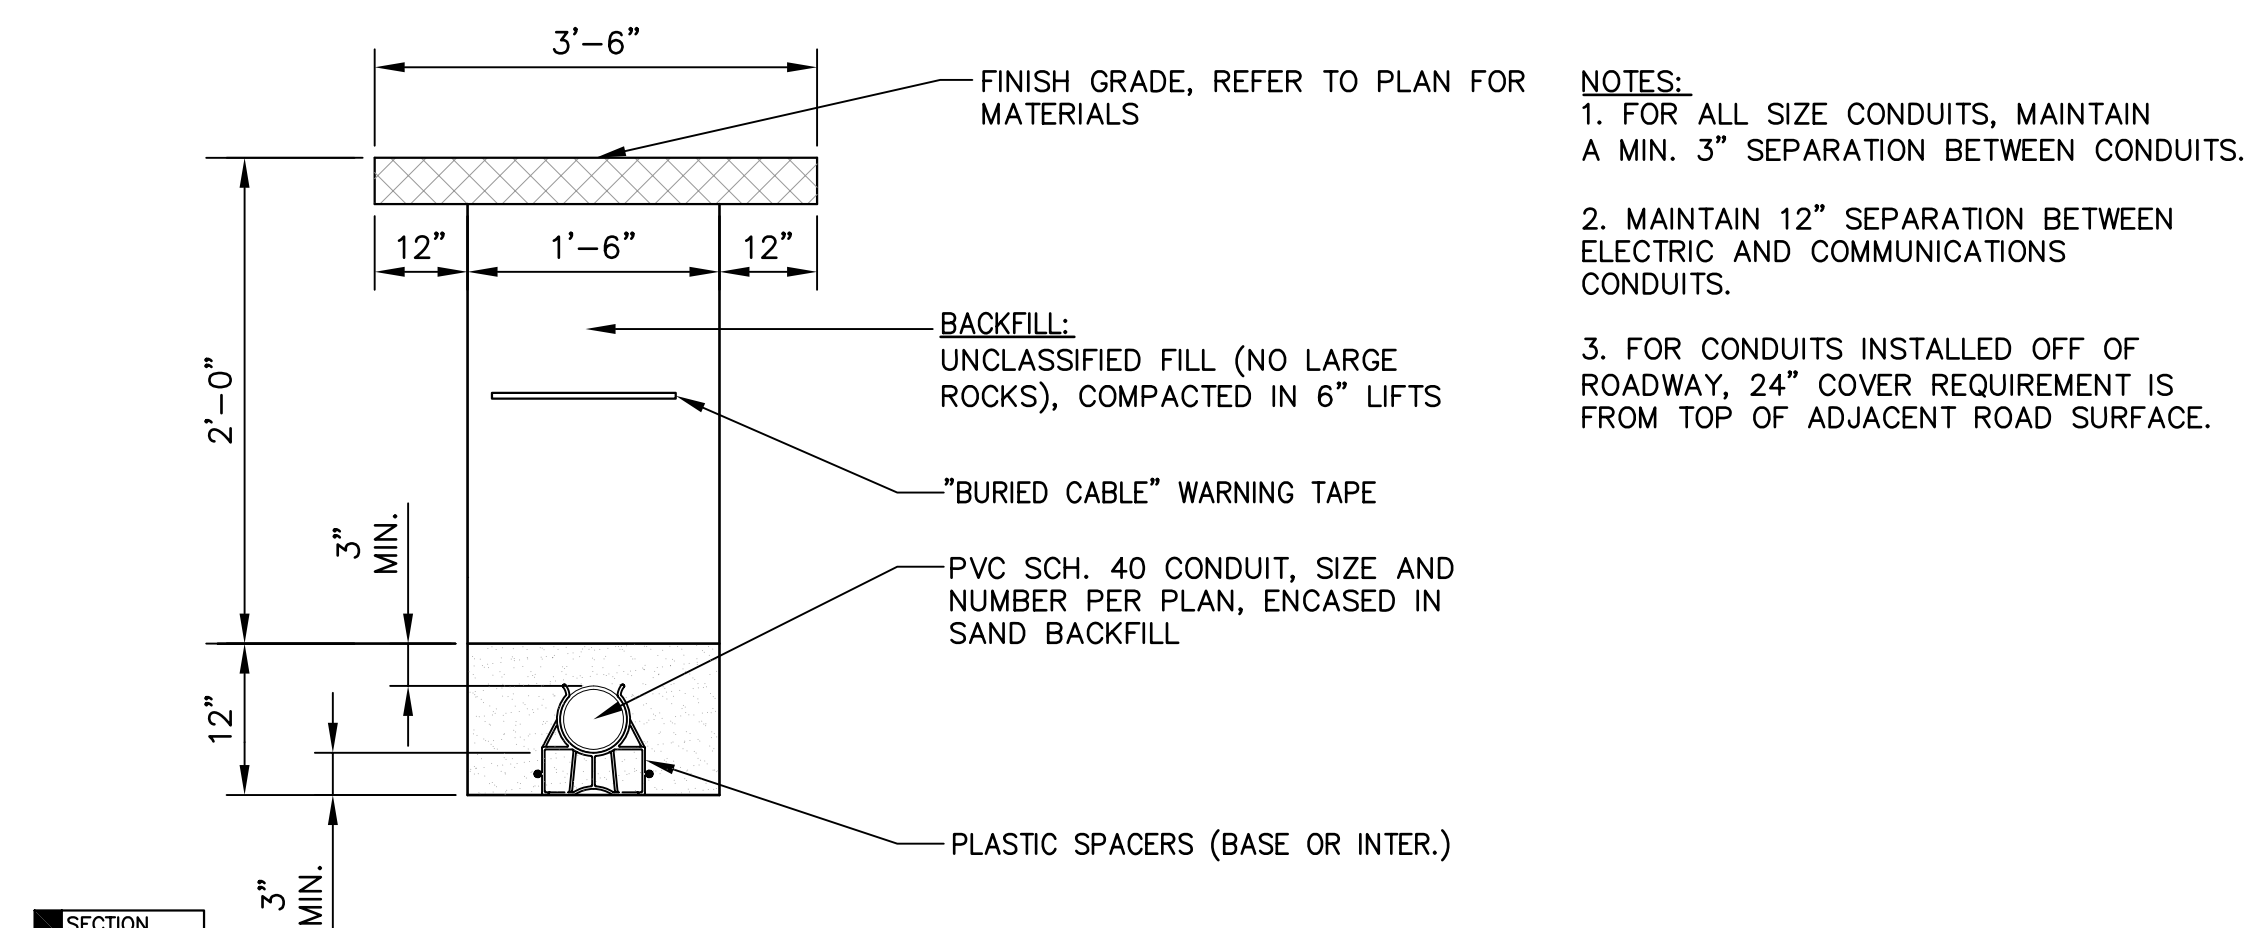 3'-6"
FINISH GRADE, REFER TO PLAN FOR
MATERIALS
12"
1'-6"
12"
2'-0"
BACKFILL:
UNCLASSIFIED FILL (NO LARGE
ROCKS), COMPACTED IN 6" LIFTS
"BURIED CABLE" WARNING TAPE
3"
MIN.
PVC SCH. 40 CONDUIT, SIZE AND
NUMBER PER PLAN, ENCASED IN
SAND BACKFILL
12"
PLASTIC SPACERS (BASE OR INTER.)
3"
MIN.
SECTION
NOTES:
1. FOR ALL SIZE CONDUITS, MAINTAIN
A MIN. 3" SEPARATION BETWEEN CONDUITS.
2. MAINTAIN 12" SEPARATION BETWEEN
ELECTRIC AND COMMUNICATIONS
CONDUITS.
3. FOR CONDUITS INSTALLED OFF OF
ROADWAY, 24" COVER REQUIREMENT IS
FROM TOP OF ADJACENT ROAD SURFACE.